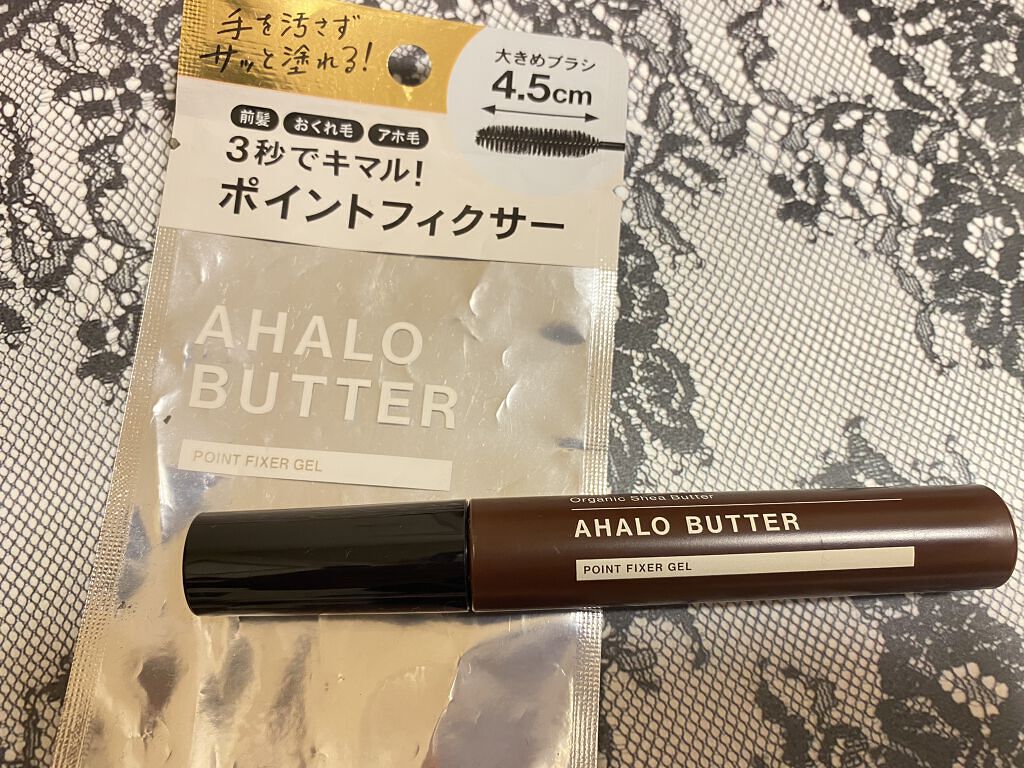 手を汚さず
サッと塗れる!
大きめブラシ
4.5cm
前髪 おくれ毛 アホ毛
3秒でキマル!
ポイントフィクサー
AHALO
BUTTER
POINT FIXER GEL
Organic Shea Butter
AHALO BUTTER
POINT FIXER GEL